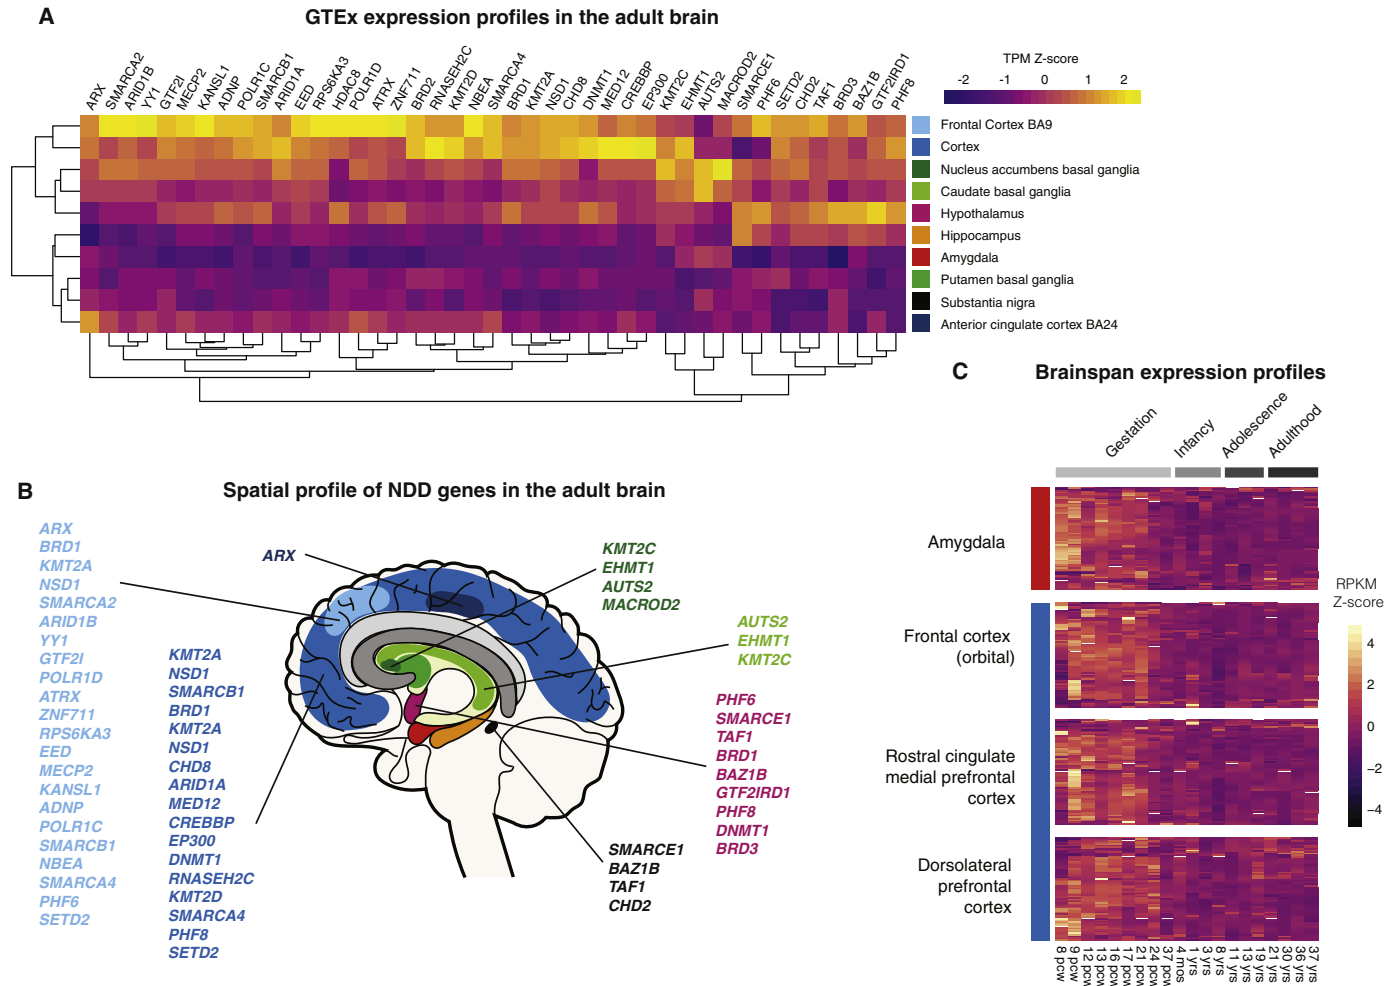 A
GTEx expression profiles in the adult brain
ARX
SMARCA2
ARID1B
YY1
GTF2I
MECP2
KANSL1
ADNP
POLR1C
SMARCB1
ARID1A
EED
RPS6KA3
HDAC8
POLR1D
ATRX
ZNF711
BRD2
RNASEH2C
KMT2D
NBEA
SMARCA4
BRD1
KMT2A
NSD1
CHD8
DNMT1
MED12
CREBBP
EP300
KMT2C
EHMT1
AUTS2
MACROD2
SMARCE1
PHF6
SETD2
CHD2
TAF1
BRD3
BAZ1B
GTF2IRD1
PHF8
TPM Z-score
-2 -1 0 1 2
Frontal Cortex BA9
Cortex
Nucleus accumbens basal ganglia
Caudate basal ganglia
Hypothalamus
Hippocampus
Amygdala
Putamen basal ganglia
Substantia nigra
Anterior cingulate cortex BA24
B
Spatial profile of NDD genes in the adult brain
ARX
BRD1
KMT2A
NSD1
SMARCA2
ARID1B
YY1
GTF2I
POLR1D
ATRX
ZNF711
RPS6KA3
EED
MECP2
KANSL1
ADNP
POLR1C
SMARCB1
NBEA
SMARCA4
PHF6
SETD2
KMT2A
NSD1
SMARCB1
BRD1
KMT2A
NSD1
CHD8
ARID1A
MED12
CREBBP
EP300
DNMT1
RNASEH2C
KMT2D
SMARCA4
PHF8
SETD2
ARX
KMT2C
EHMT1
AUTS2
MACROD2
AUTS2
EHMT1
KMT2C
PHF6
SMARCE1
TAF1
BRD1
BAZ1B
GTF2IRD1
PHF8
DNMT1
BRD3
SMARCE1
BAZ1B
TAF1
CHD2
C
Brainspan expression profiles
Gestation
Infancy
Adolescence
Adulthood
Amygdala
Frontal cortex
(orbital)
Rostral cingulate
medial prefrontal
cortex
Dorsolateral
prefrontal
cortex
RPKM
Z-score
4
2
0
−2
−4
8 pcw
9 pcw
12 pcw
13 pcw
16 pcw
17 pcw
21 pcw
24 pcw
37 pcw
4 mos
1 yrs
3 yrs
8 yrs
11 yrs
13 yrs
19 yrs
21 yrs
30 yrs
36 yrs
37 yrs